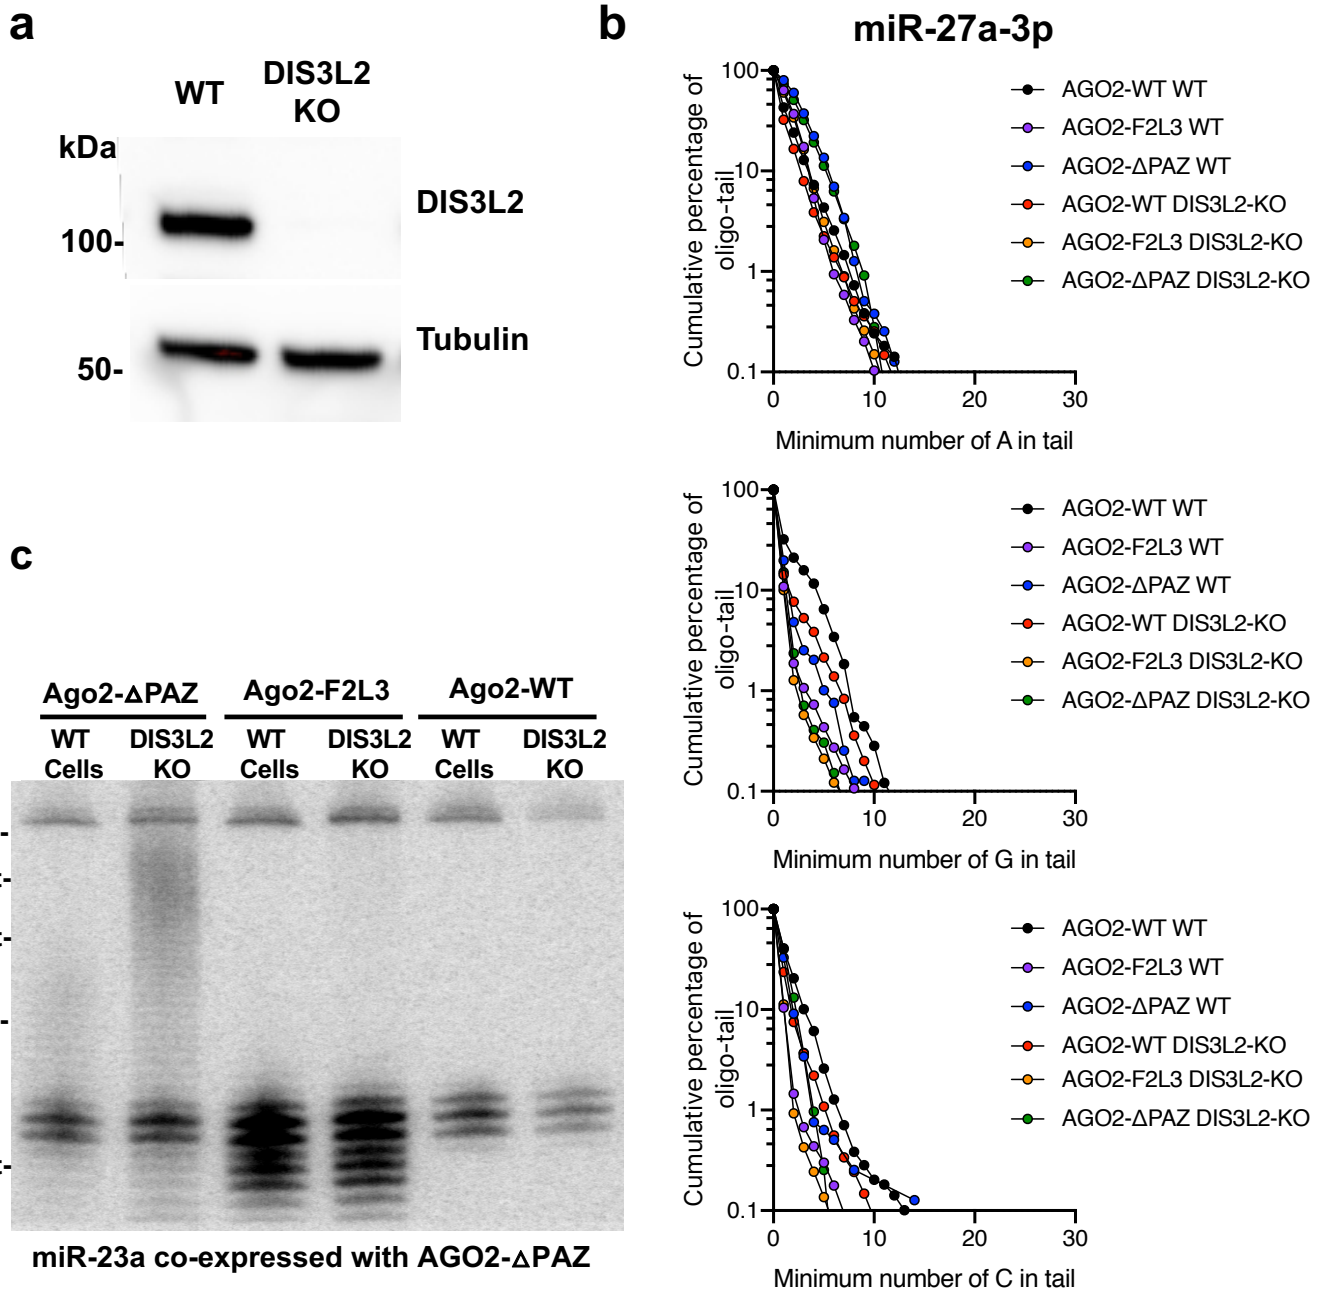 a
WT
DIS3L2
KO
kDa
DIS3L2
100-
Tubulin
50-
b
miR-27a-3p
Cumulative percentage of
oligo-tail
100
10
1
0.1
0 10 20 30
Minimum number of A in tail
AGO2-WT WT
AGO2-F2L3 WT
AGO2-ΔPAZ WT
AGO2-WT DIS3L2-KO
AGO2-F2L3 DIS3L2-KO
AGO2-ΔPAZ DIS3L2-KO
Cumulative percentage of
oligo-tail
100
10
1
0.1
0 10 20 30
Minimum number of G in tail
AGO2-WT WT
AGO2-F2L3 WT
AGO2-ΔPAZ WT
AGO2-WT DIS3L2-KO
AGO2-F2L3 DIS3L2-KO
AGO2-ΔPAZ DIS3L2-KO
Cumulative percentage of
oligo-tail
100
10
1
0.1
0 10 20 30
Minimum number of C in tail
AGO2-WT WT
AGO2-F2L3 WT
AGO2-ΔPAZ WT
AGO2-WT DIS3L2-KO
AGO2-F2L3 DIS3L2-KO
AGO2-ΔPAZ DIS3L2-KO
c
Ago2-ΔPAZ Ago2-F2L3 Ago2-WT
WT DIS3L2 WT DIS3L2 WT DIS3L2
Cells KO Cells KO Cells KO
miR-23a co-expressed with AGO2-ΔPAZ